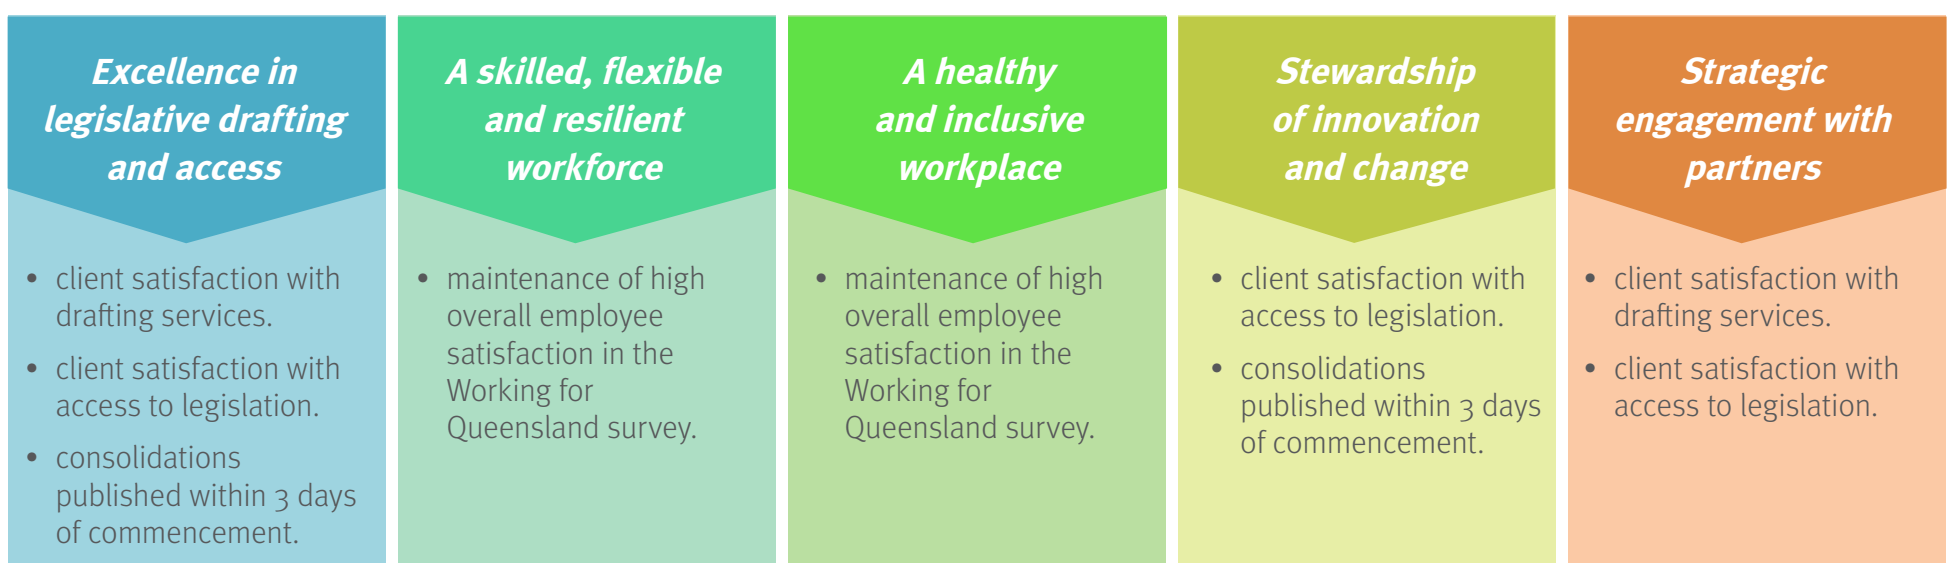 Excellence in
legislative drafting
and access
• client satisfaction with
drafting services.
• client satisfaction with
access to legislation.
• consolidations
published within 3 days
of commencement.
A skilled, flexible
and resilient
workforce
• maintenance of high
overall employee
satisfaction in the
Working for
Queensland survey.
A healthy
and inclusive
workplace
• maintenance of high
overall employee
satisfaction in the
Working for
Queensland survey.
Stewardship
of innovation
and change
• client satisfaction with
access to legislation.
• consolidations
published within 3 days
of commencement.
Strategic
engagement with
partners
• client satisfaction with
drafting services.
• client satisfaction with
access to legislation.